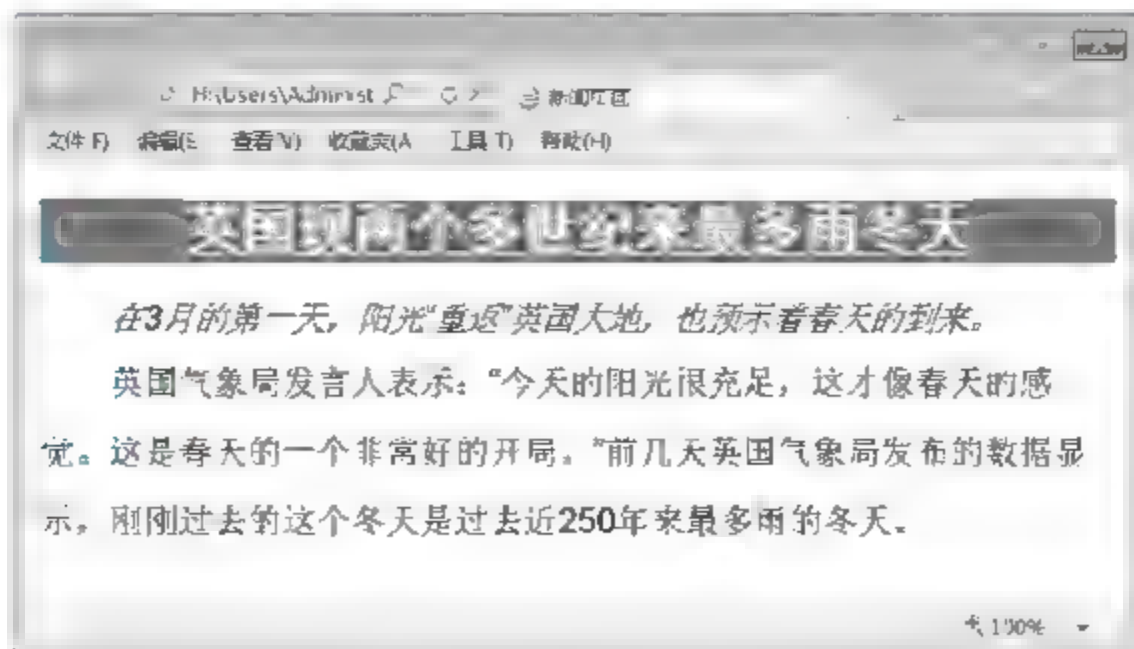 H:\Users\Administ
新闻页面
文件(F) 编辑(E 查看(V) 收藏夹(A 工具(T) 帮助(H)
英国现两个多世纪来最多雨冬天
在3月的第一天，阳光“重返”英国大地，也预示着春天的到来。
英国气象局发言人表示：“今天的阳光很充足，这才像春天的感
觉。这是春天的一个非常好的开局。”前几天英国气象局发布的数据显
示，刚刚过去的这个冬天是过去近250年来最多雨的冬天。
100%